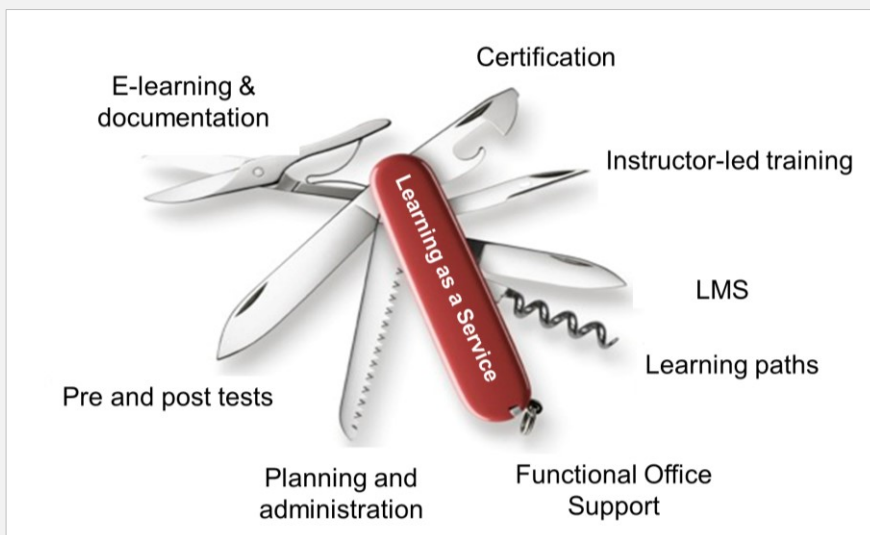 Certification
E-learning &
documentation
Instructor-led training
Learning as a Service
LMS
Learning paths
Pre and post tests
Planning and
administration
Functional Office
Support